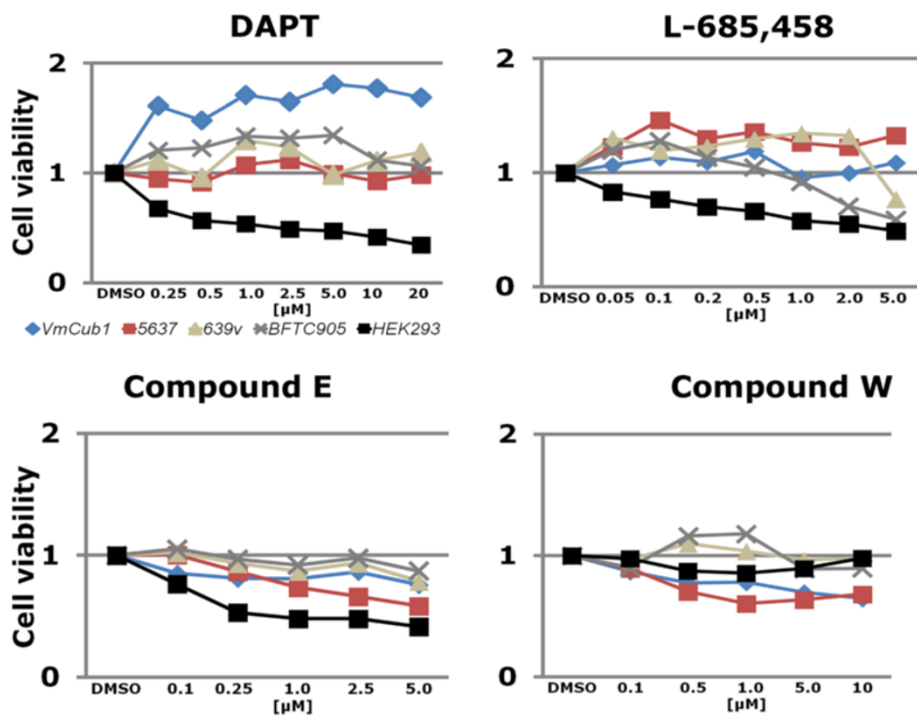 DAPT
L-685,458
Cell viability
2
1
0
DMSO 0.25 0.5 1.0 2.5 5.0 10 20
[µM]
2
1
0
DMSO 0.05 0.1 0.2 0.5 1.0 2.0 5.0
[µM]
VmCub1 5637 639v BFTC905 HEK293
Compound E
Compound W
Cell viability
2
1
0
DMSO 0.1 0.25 1.0 2.5 5.0
[µM]
2
1
0
DMSO 0.1 0.5 1.0 5.0 10
[µM]